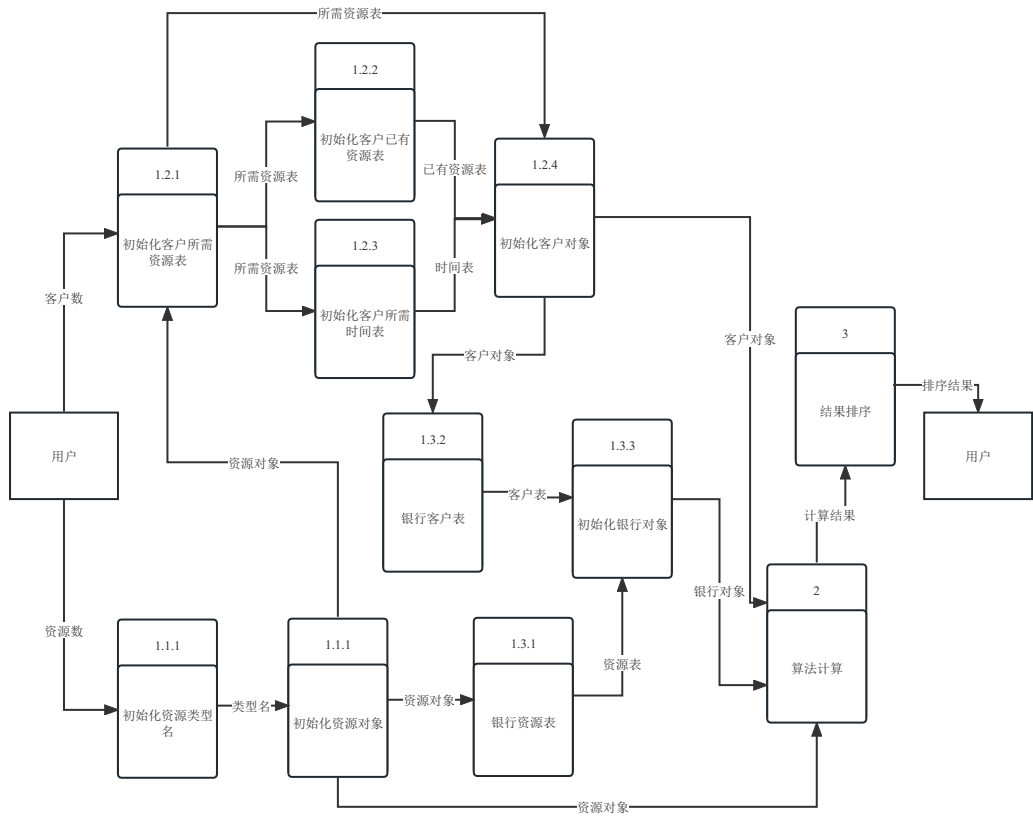 所需资源表
1.2.2
初始化客户已有
资源表
1.2.1
初始化客户所需
资源表
所需资源表
已有资源表
1.2.4
初始化客户对象
1.2.3
初始化客户所需
时间表
所需资源表
时间表
客户数
客户对象
客户对象
3
结果排序
排序结果
用户
用户
资源对象
1.3.2
银行客户表
客户表
1.3.3
初始化银行对象
计算结果
银行对象
2
算法计算
资源数
1.1.1
初始化资源类型
名
类型名
1.1.1
初始化资源对象
资源对象
1.3.1
银行资源表
资源表
资源对象